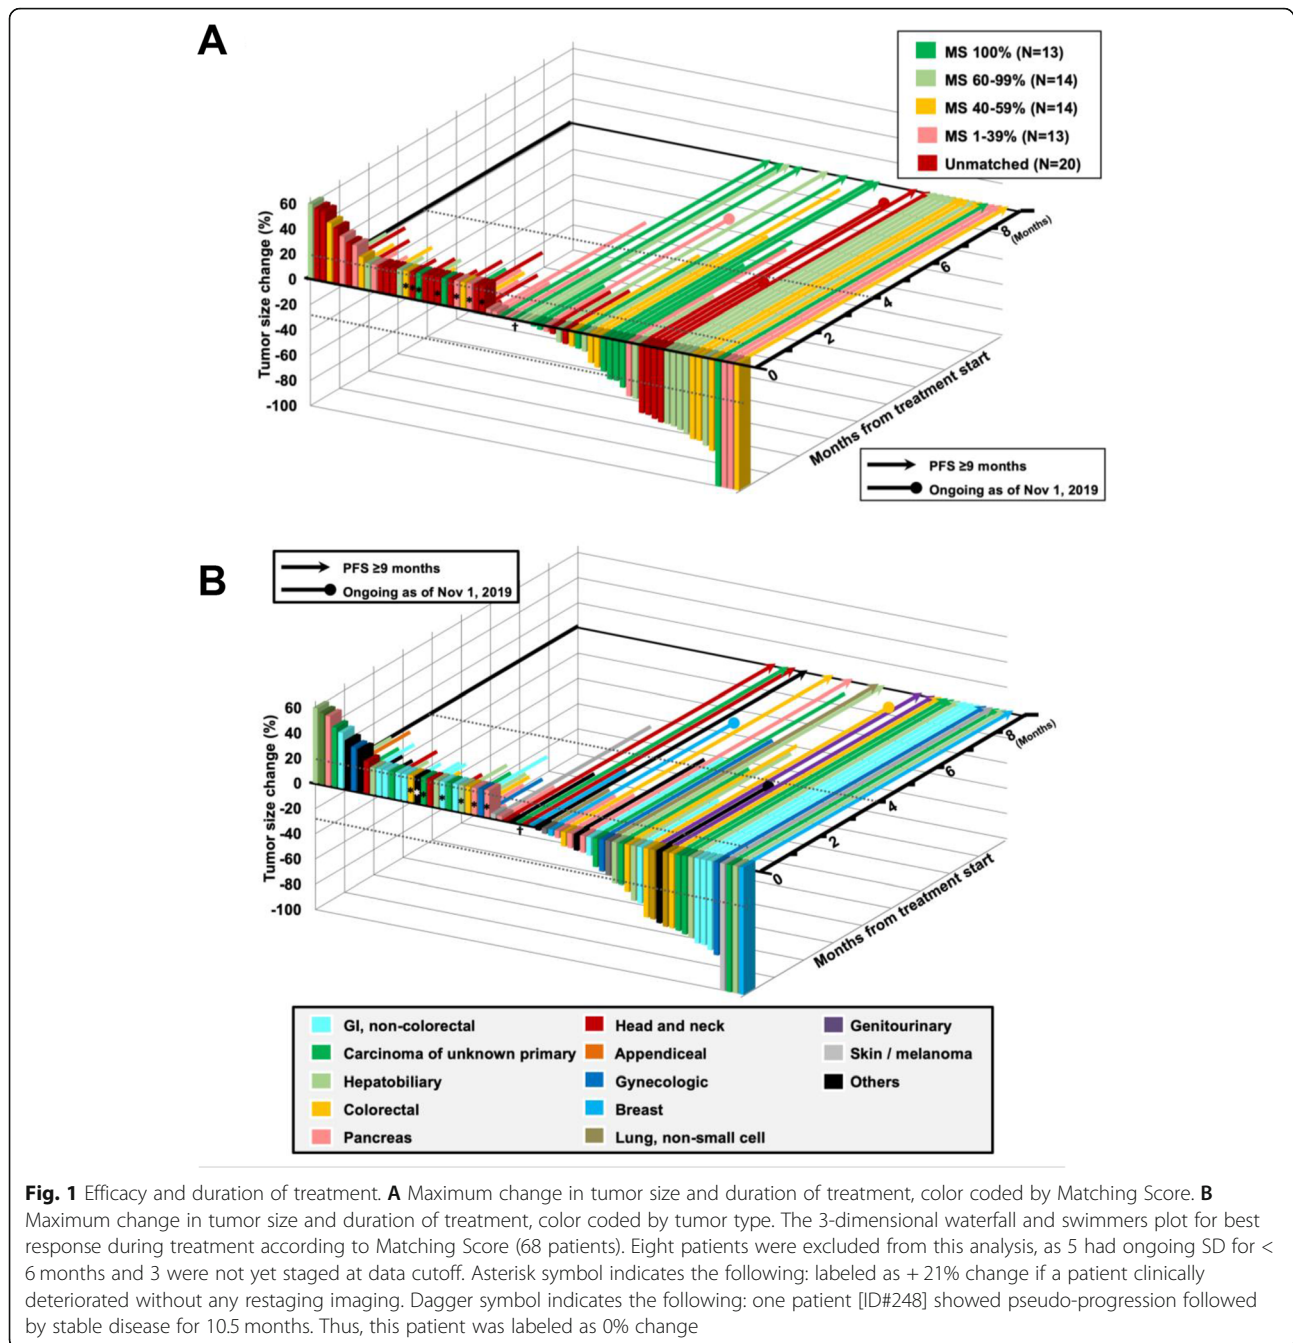 A
MS 100% (N=13)
MS 60-99% (N=14)
MS 40-59% (N=14)
MS 1-39% (N=13)
Unmatched (N=20)
Tumor size change (%)
60
40
20
0
-20
-40
-60
-80
-100
* * * * * *
†
0
2
4
6
8
(Months)
Months from treatment start
PFS ≥9 months
Ongoing as of Nov 1, 2019
B
PFS ≥9 months
Ongoing as of Nov 1, 2019
Tumor size change (%)
60
40
20
0
-20
-40
-60
-80
-100
†
0
2
4
6
8
(Months)
Months from treatment start
GI, non-colorectal
Carcinoma of unknown primary
Hepatobiliary
Colorectal
Pancreas
Head and neck
Appendiceal
Gynecologic
Breast
Lung, non-small cell
Genitourinary
Skin / melanoma
Others
Fig. 1 Efficacy and duration of treatment. A Maximum change in tumor size and duration of treatment, color coded by Matching Score. B
Maximum change in tumor size and duration of treatment, color coded by tumor type. The 3-dimensional waterfall and swimmers plot for best
response during treatment according to Matching Score (68 patients). Eight patients were excluded from this analysis, as 5 had ongoing SD for <
6 months and 3 were not yet staged at data cutoff. Asterisk symbol indicates the following: labeled as + 21% change if a patient clinically
deteriorated without any restaging imaging. Dagger symbol indicates the following: one patient [ID#248] showed pseudo-progression followed
by stable disease for 10.5 months. Thus, this patient was labeled as 0% change